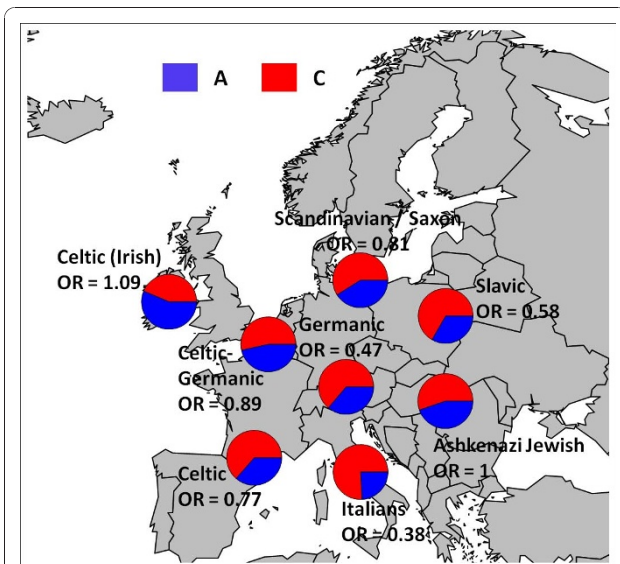 A C
Scandinavian / Saxon
OR = 0.81
Celtic (Irish)
OR = 1.09
Slavic
OR = 0.58
Germanic
OR = 0.47
Celtic-
Germanic
OR = 0.89
Ashkenazi Jewish
OR = 1
Celtic
OR = 0.77
Italians
OR = 0.38